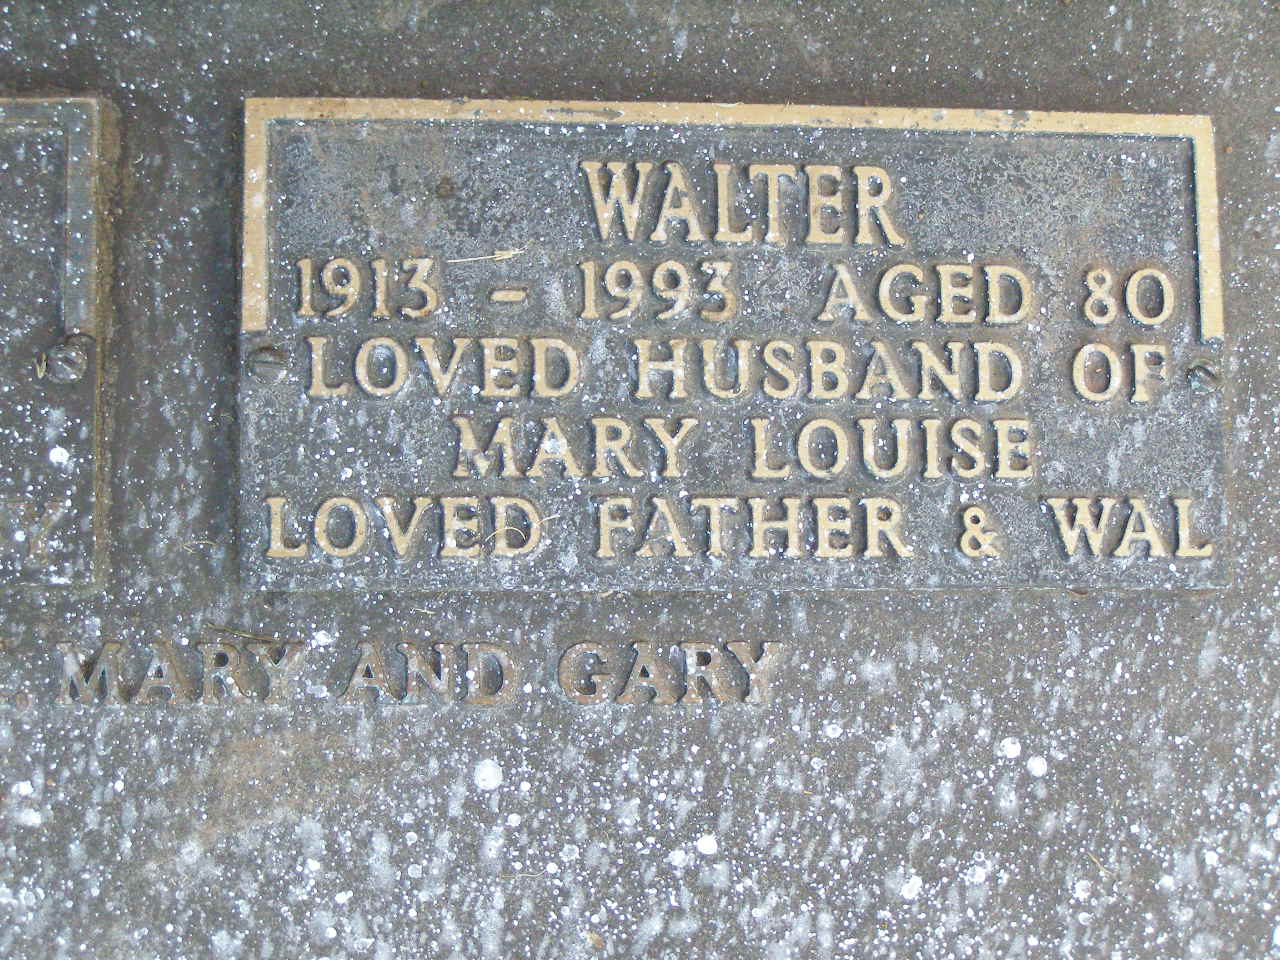 WALTER
1913 - 1993 AGED 80
LOVED HUSBAND OF
MARY LOUISE
LOVED FATHER & WAL
MARY AND GARY